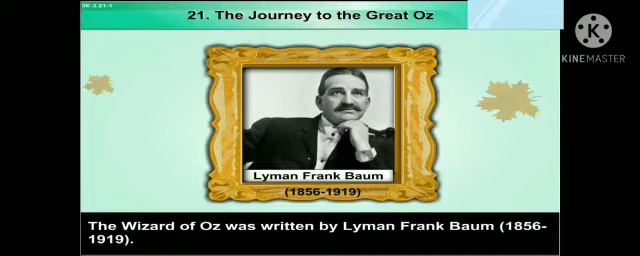 SE-3.21-1
21. The Journey to the Great Oz
KINEMASTER
Lyman Frank Baum
(1856-1919)
The Wizard of Oz was written by Lyman Frank Baum (1856-
1919).